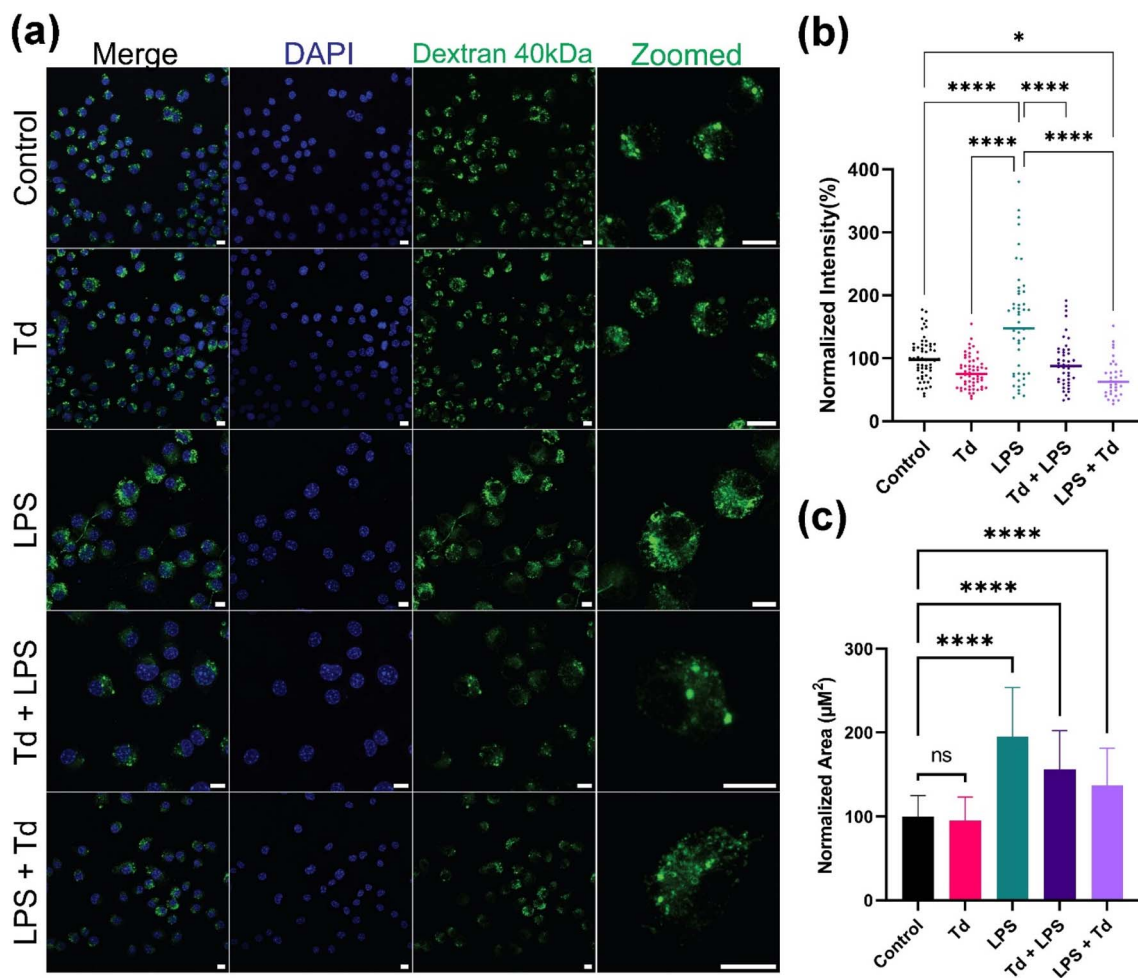 (a)
Merge DAPI Dextran 40kDa Zoomed
Control
Td
LPS
Td + LPS
LPS + Td
(b)
*
**** ****
**** ****
Normalized Intensity(%)
400
300
200
100
0
Control Td LPS Td + LPS LPS + Td
(c)
****
****
****
ns
Normalized Area (µM²)
300
200
100
0
Control Td LPS Td + LPS LPS + Td